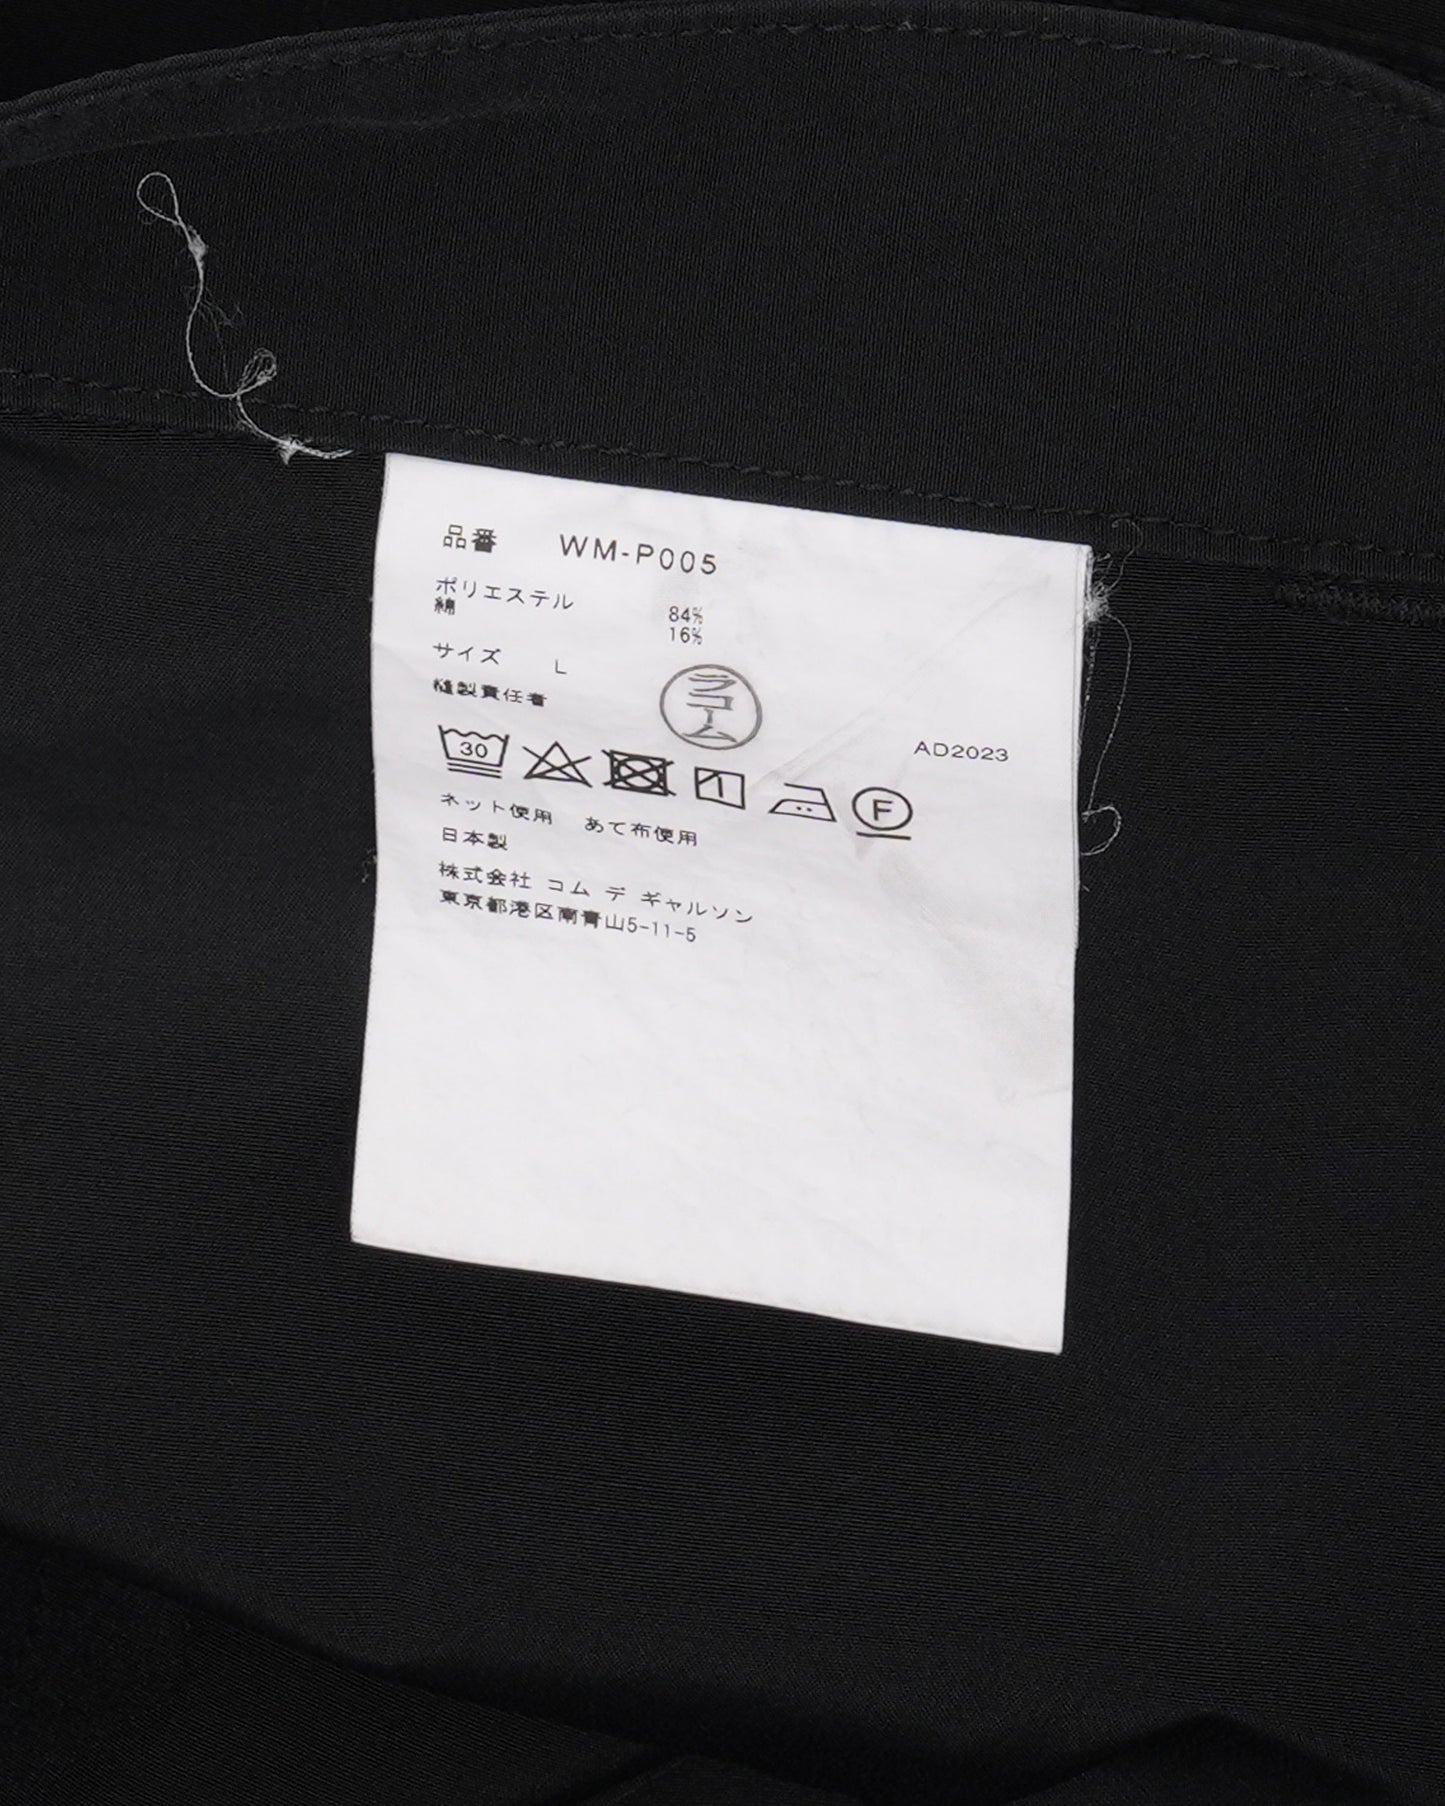 品番 WM-P005
ポリエステル 84%
綿 16%
サイズ L
縫製責任者
ラコーム
AD2023
30
F
ネット使用 あて布使用
日本製
株式会社 コム デ ギャルソン
東京都港区南青山5-11-5